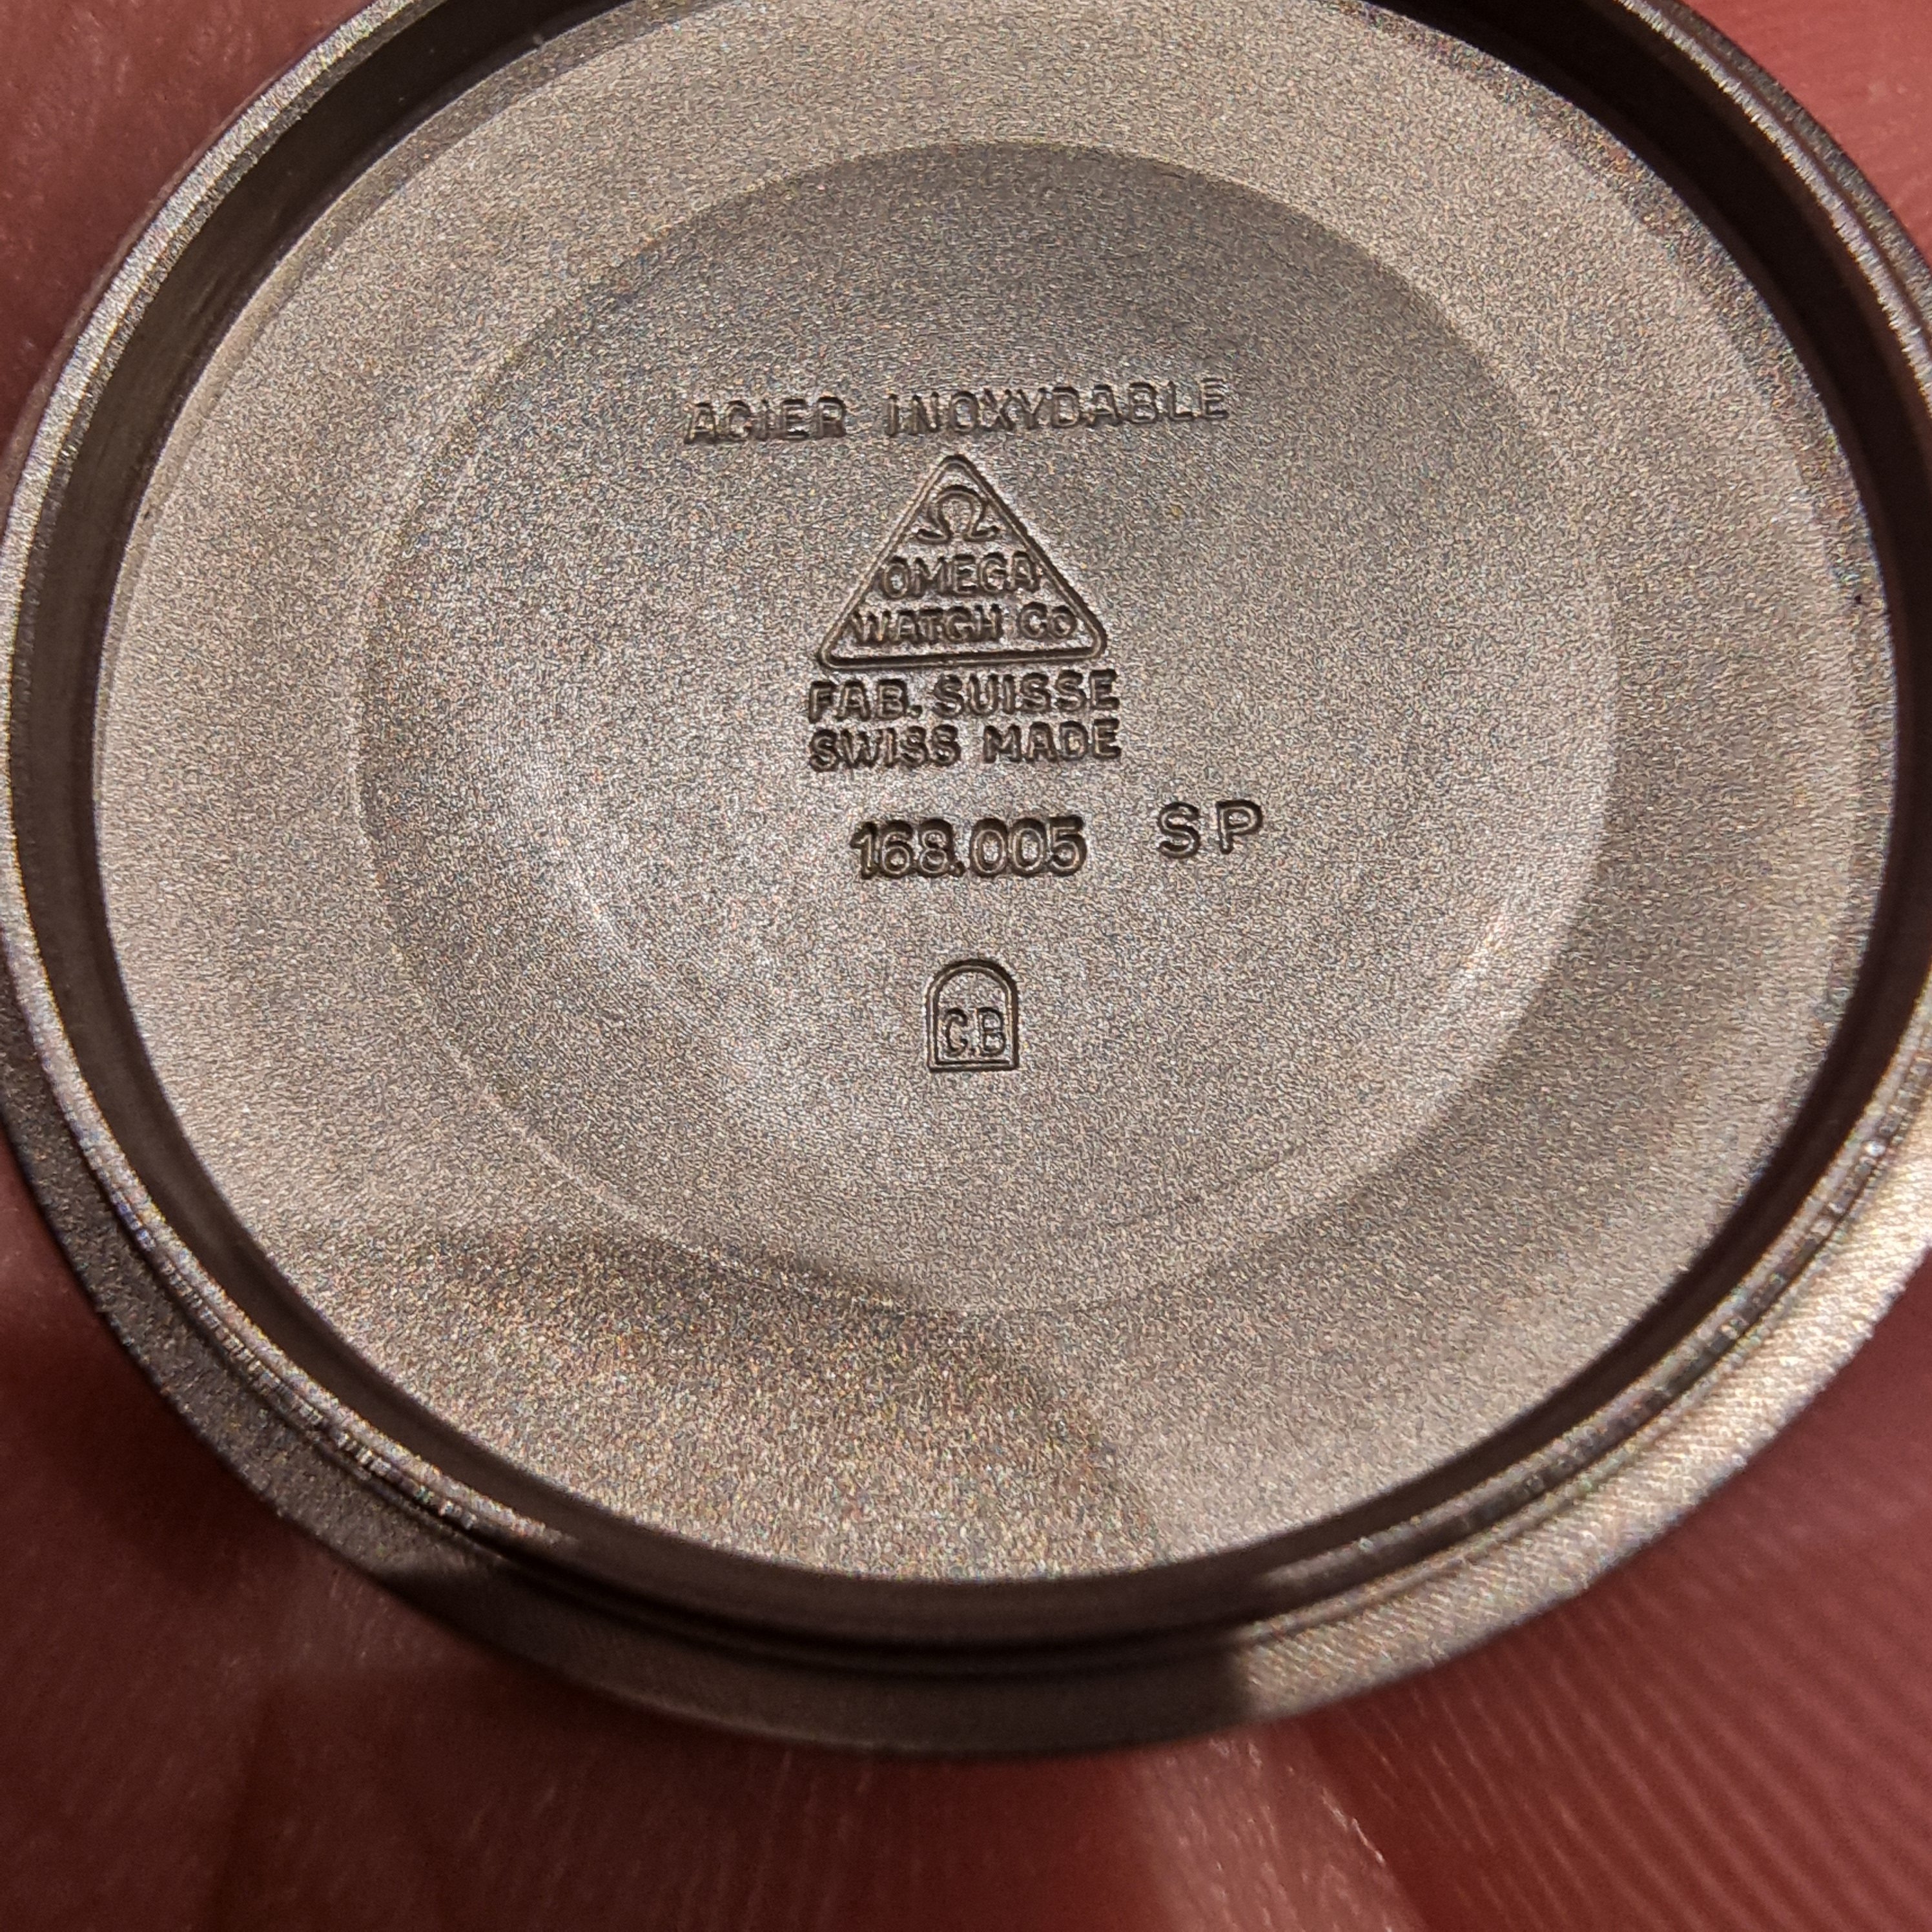 ACIER INOXYDABLE
Ω
OMEGA
WATCH Co
FAB. SUISSE
SWISS MADE
168.005 SP
C.B